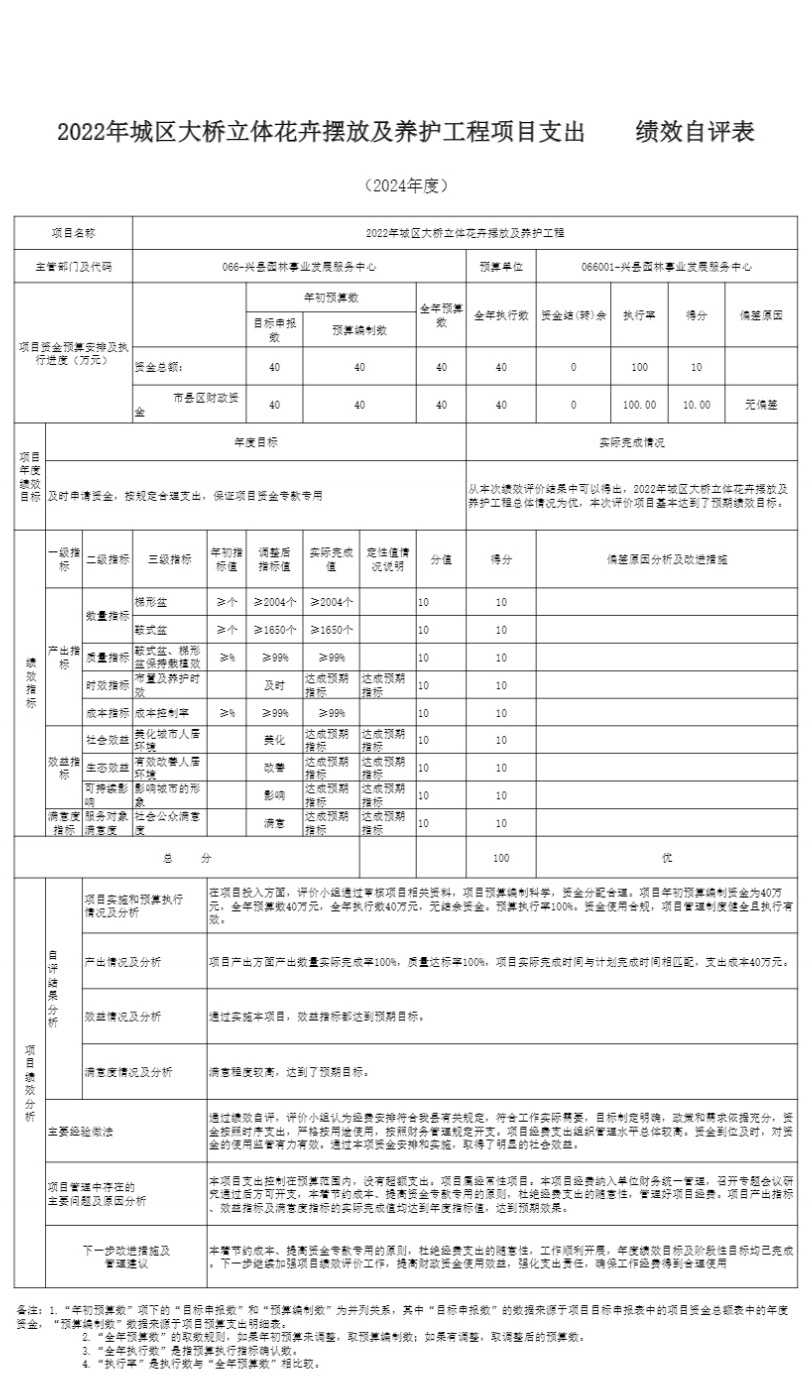 2022年城区大桥立体花卉摆放及养护工程项目支出 绩效自评表
（2024年度）
项目名称 2022年城区大桥立体花卉摆放及养护工程
主管部门及代码 066-兴县园林事业发展服务中心 预算单位 066001-兴县园林事业发展服务中心
项目资金预算安排及执行进度（万元） 年初预算数 全年预算数 全年执行数 资金结(转)余 执行率 得分 偏差原因
目标申报数 预算编制数
资金总额: 40 40 40 40 0 100 10
市县区财政资金 40 40 40 40 0 100.00 10.00 无偏差
项目年度绩效目标 年度目标 实际完成情况
及时申请资金，按规定合理支出，保证项目资金专款专用
从本次绩效评价结果中可以得出，2022年城区大桥立体花卉摆放及
养护工程总体情况为优，本次评价项目基本达到了预期绩效目标。
绩效指标 一级指标 二级指标 三级指标 年初指标值 调整后指标值 实际完成值 定性值情况说明 分值 得分 偏差原因分析及改进措施
产出指标 数量指标 梯形盆 ≥个 ≥2004个 ≥2004个 10 10
鼓式盆 ≥个 ≥1650个 ≥1650个 10 10
质量指标 鼓式盆、梯形盆保持栽植效 ≥% ≥99% ≥99% 10 10
时效指标 布置及养护时效 及时 达成预期指标 达成预期指标 10 10
成本指标 成本控制率 ≥% ≥99% ≥99% 10 10
效益指标 社会效益 美化城市人居环境 美化 达成预期指标 达成预期指标 10 10
生态效益 有效改善人居环境 改善 达成预期指标 达成预期指标 10 10
可持续影响 影响城市的形象 影响 达成预期指标 达成预期指标 10 10
满意度指标 服务对象满意度 社会公众满意度 满意 达成预期指标 达成预期指标 10 10
总 分 100 优
项目绩效分析 自评结果分析 项目实施和预算执行情况及分析
在项目投入方面，评价小组通过审核项目相关资料，项目预算编制科学，资金分配合理。项目年初预算编制资金为40万
元，全年预算数40万元，全年执行数40万元，无结余资金。预算执行率100%。资金使用合规，项目管理制度健全且执行有
效。
产出情况及分析 项目产出方面产出数量实际完成率100%，质量达标率100%，项目实际完成时间与计划完成时间相匹配，支出成本40万元。
效益情况及分析 通过实施本项目，效益指标都达到预期目标。
满意度情况及分析 满意程度较高，达到了预期目标。
主要经验做法
通过绩效自评，评价小组认为经费安排符合我县有关规定，符合工作实际需要，目标制定明确，政策和需求依据充分，资
金按照时序支出，严格按用途使用，按照财务管理规定开支。项目经费支出组织管理水平总体较高。资金到位及时，对资
金的使用监管有力有效。通过本项资金安排和实施，取得了明显的社会效益。
项目管理中存在的主要问题及原因分析
本项目支出控制在预算范围内，没有超额支出。项目属经常性项目。本项目经费纳入单位财务统一管理，召开专题会议研
究通过后方可开支，本着节约成本、提高资金专款专用的原则，杜绝经费支出的随意性，管理好项目经费。项目产出指标
、效益指标及满意度指标的实际完成值均达到年度指标值，达到预期效果。
下一步改进措施及管理建议
本着节约成本、提高资金专款专用的原则，杜绝经费支出的随意性，工作顺利开展，年度绩效目标及阶段性目标均已完成
。下一步继续加强项目绩效评价工作，提高财政资金使用效益，强化支出责任，确保工作经费得到合理使用
备注：1.“年初预算数”项下的“目标申报数”和“预算编制数”为并列关系，其中“目标申报数”的数据来源于项目目标申报表中的项目资金总额表中的年度
资金，“预算编制数”数据来源于项目预算支出明细表。
2.“全年预算数”的取数规则，如果年初预算未调整，取预算编制数；如果有调整，取调整后的预算数。
3.“全年执行数”是指预算执行指标确认数。
4.“执行率”是执行数与“全年预算数”相比较。